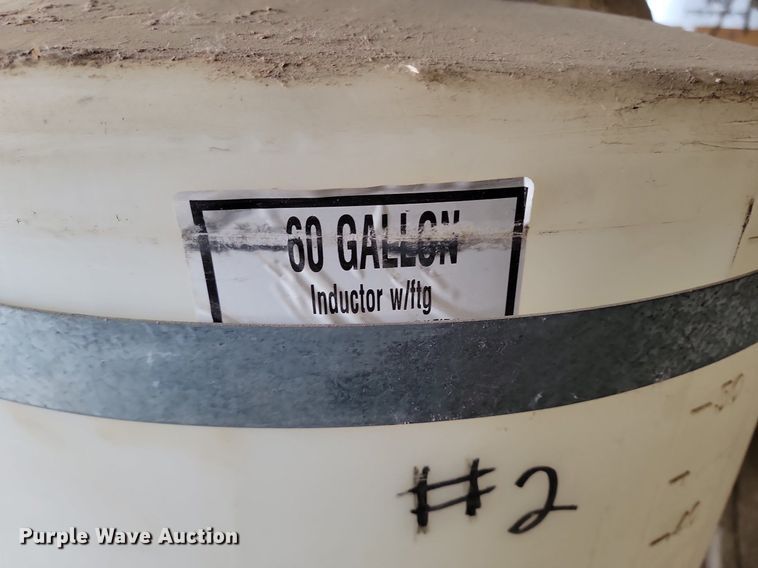 60 GALLON
Inductor w/ftg
#2
Purple Wave Auction